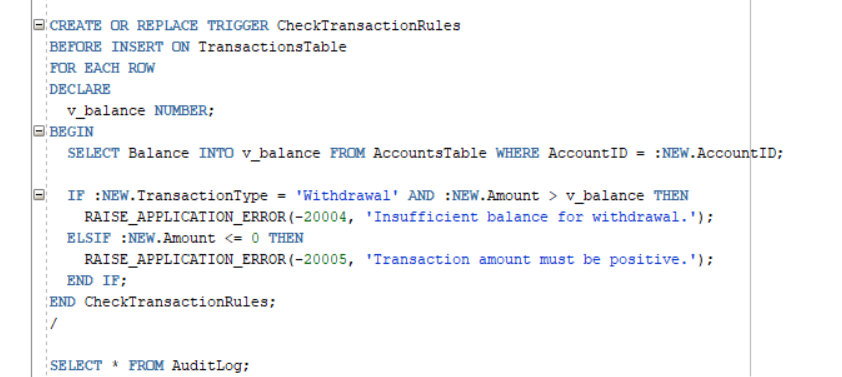 CREATE OR REPLACE TRIGGER CheckTransactionRules
BEFORE INSERT ON TransactionsTable
FOR EACH ROW
DECLARE
  v_balance NUMBER;
BEGIN
  SELECT Balance INTO v_balance FROM AccountsTable WHERE AccountID = :NEW.AccountID;

  IF :NEW.TransactionType = 'Withdrawal' AND :NEW.Amount > v_balance THEN
    RAISE_APPLICATION_ERROR(-20004, 'Insufficient balance for withdrawal.');
  ELSIF :NEW.Amount <= 0 THEN
    RAISE_APPLICATION_ERROR(-20005, 'Transaction amount must be positive.');
  END IF;
END CheckTransactionRules;
/

SELECT * FROM AuditLog;